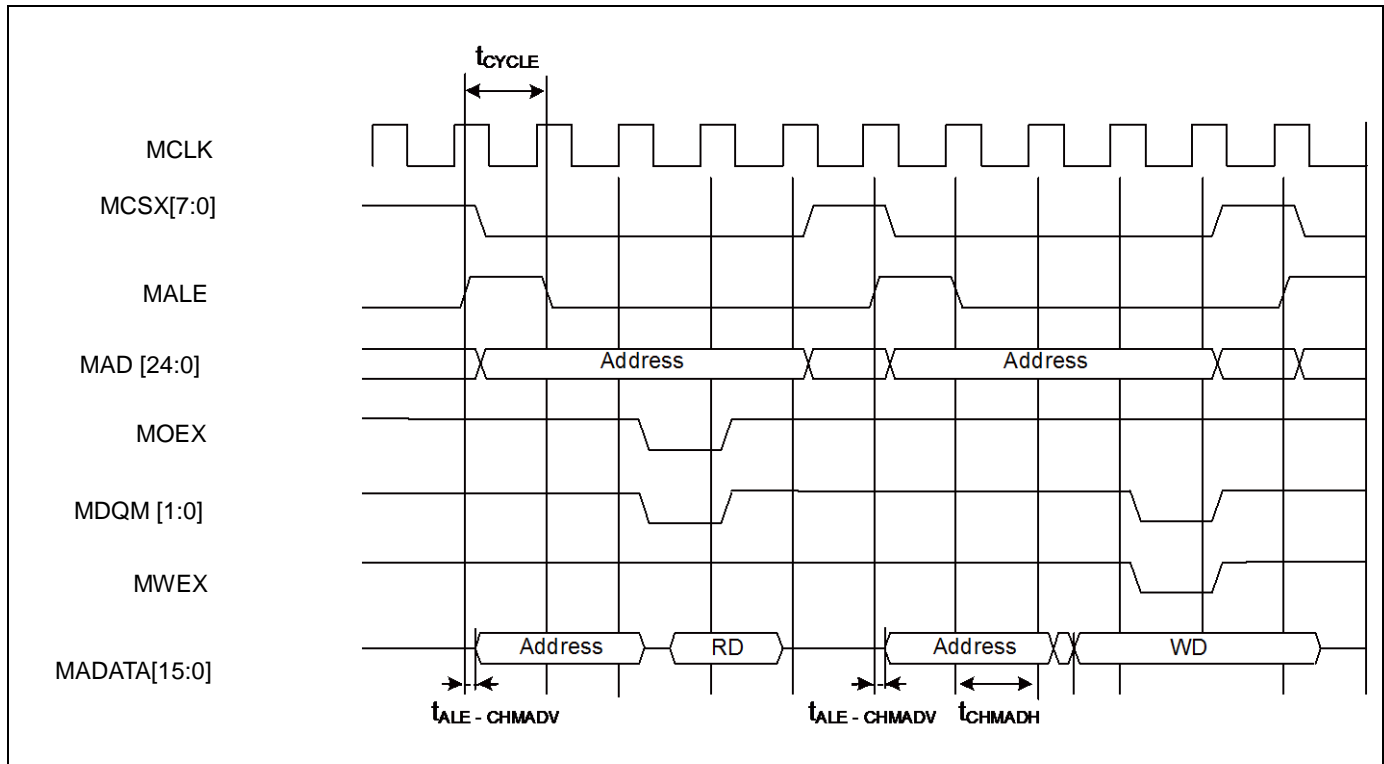 tCYCLE
MCLK
MCSX[7:0]
MALE
MAD [24:0]
Address
Address
MOEX
MDQM [1:0]
MWEX
MADATA[15:0]
Address
RD
Address
WD
tALE - CHMADV
tALE - CHMADV
tCHMADH